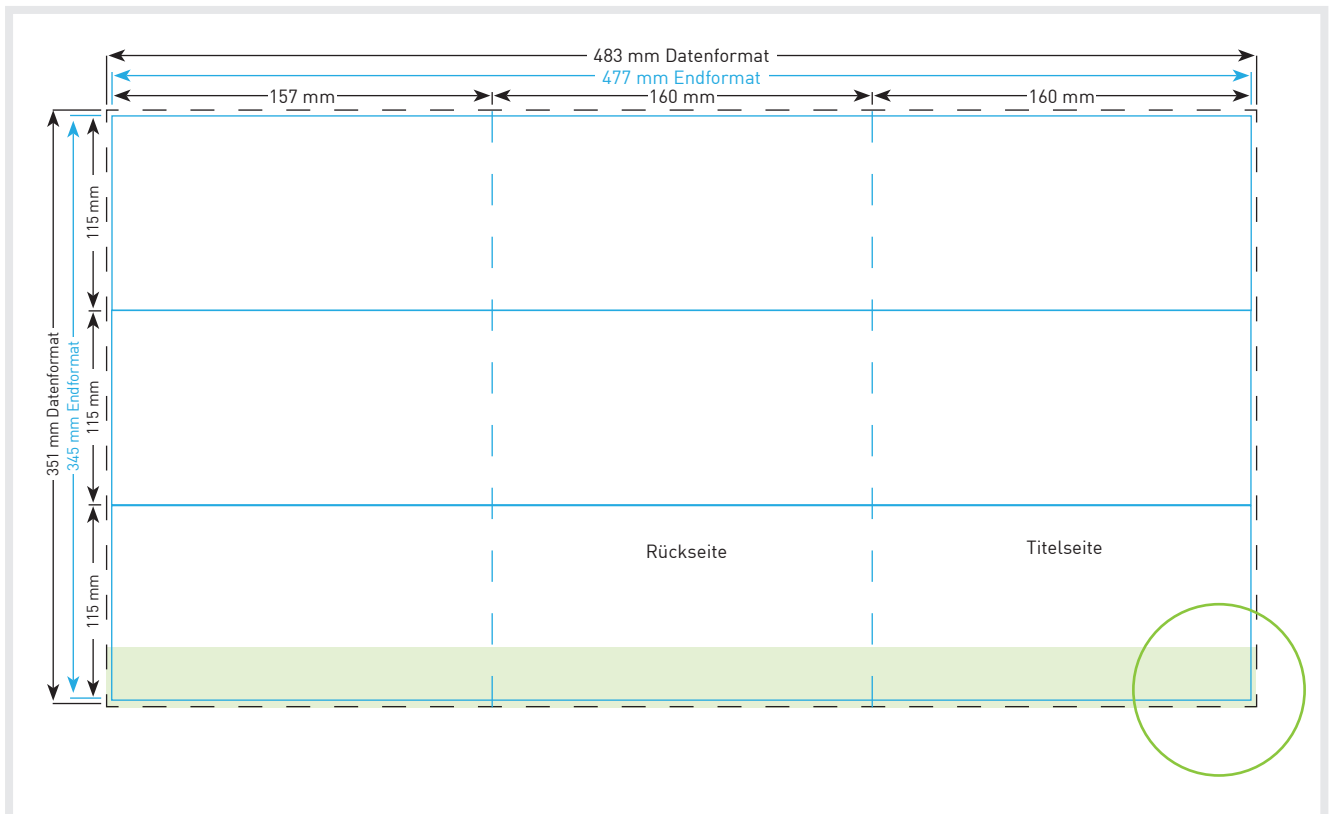 483 mm Datenformat
477 mm Endformat
157 mm
160 mm
160 mm
351 mm Datenformat
345 mm Endformat
115 mm
115 mm
115 mm
Rückseite
Titelseite